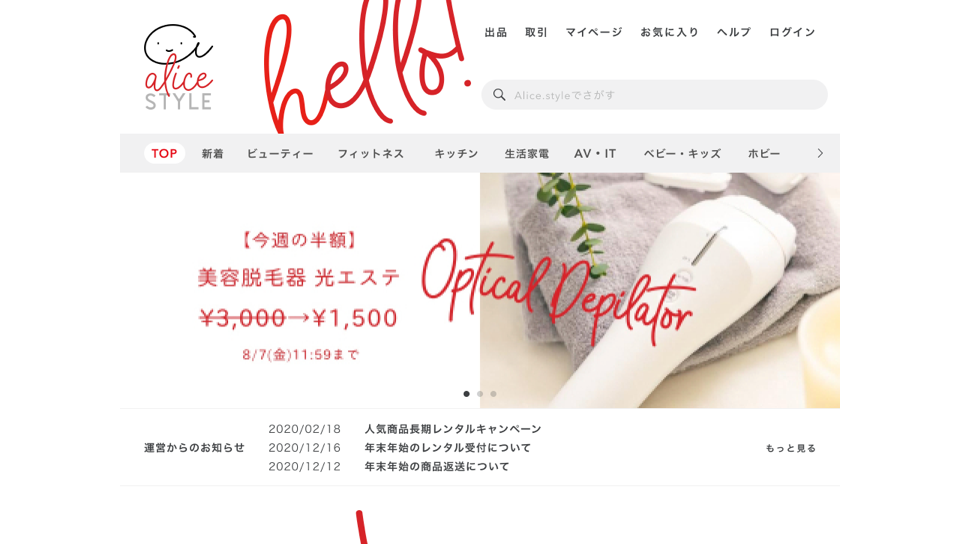 alice
STYLE
hello!
出品 取引 マイページ お気に入り ヘルプ ログイン
Alice.styleでさがす
TOP 新着 ビューティー フィットネス キッチン 生活家電 AV・IT ベビー・キッズ ホビー
【今週の半額】
美容脱毛器 光エステ
¥3,000→¥1,500
8/7(金)11:59まで
Optical Depilator
運営からのお知らせ
2020/02/18 人気商品長期レンタルキャンペーン
2020/12/16 年末年始のレンタル受付について
2020/12/12 年末年始の商品返送について
もっと見る